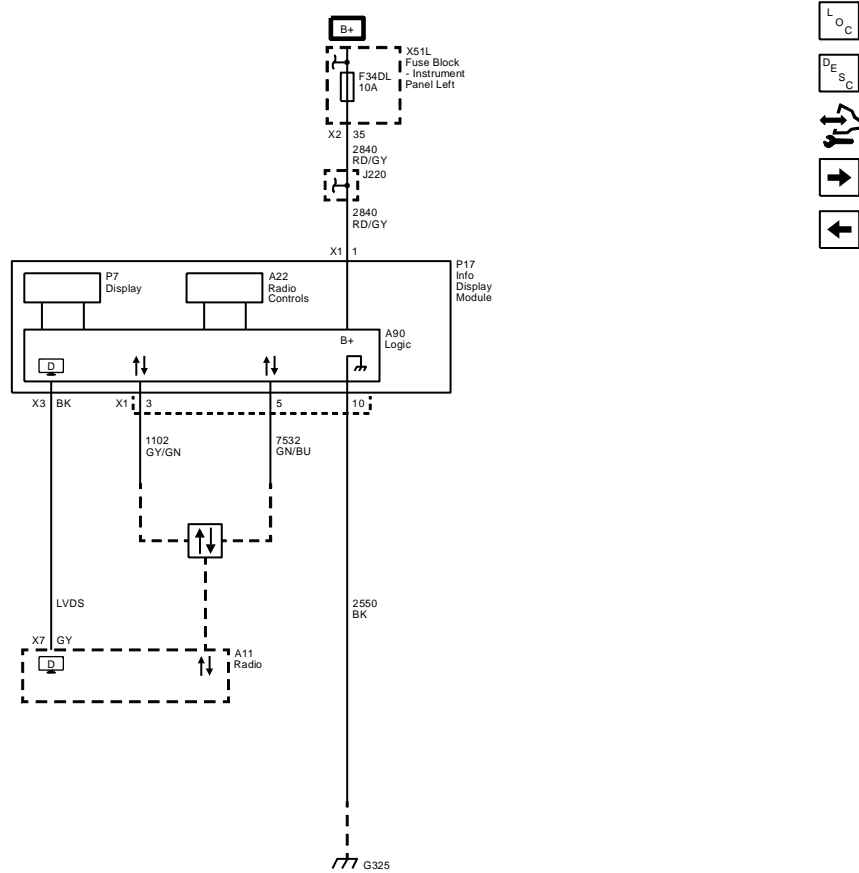 B+
X51L
Fuse Block
- Instrument
Panel Left
F34DL
10A
X2 35
2840
RD/GY
J220
2840
RD/GY
X1 1
P17
Info
Display
Module
P7
Display
A22
Radio
Controls
A90
Logic
B+
D
X3 BK X1 3 5 10
1102
GY/GN
7532
GN/BU
LVDS
2550
BK
X7 GY
A11
Radio
D
G325
LOC
DESC